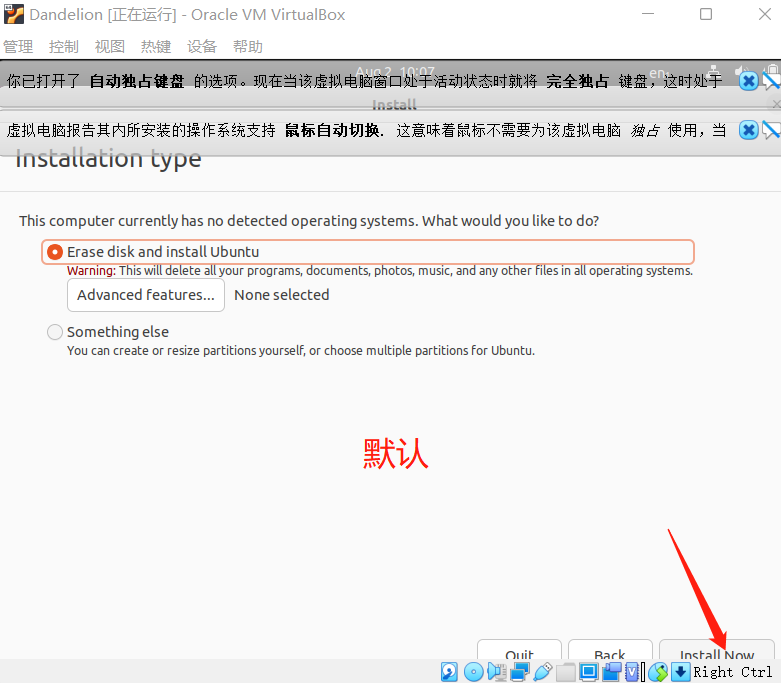 Dandelion [正在运行] - Oracle VM VirtualBox
管理 控制 视图 热键 设备 帮助
Aug 2 10:07 en
你已打开了 自动独占键盘 的选项。现在当该虚拟电脑窗口处于活动状态时就将 完全独占 键盘，这时处于
Install
虚拟电脑报告其内所安装的操作系统支持 鼠标自动切换. 这意味着鼠标不需要为该虚拟电脑 独占 使用，当
Installation type
This computer currently has no detected operating systems. What would you like to do?
Erase disk and install Ubuntu
Warning: This will delete all your programs, documents, photos, music, and any other files in all operating systems.
Advanced features... None selected
Something else
You can create or resize partitions yourself, or choose multiple partitions for Ubuntu.
默认
Quit Back Install Now
Right Ctrl